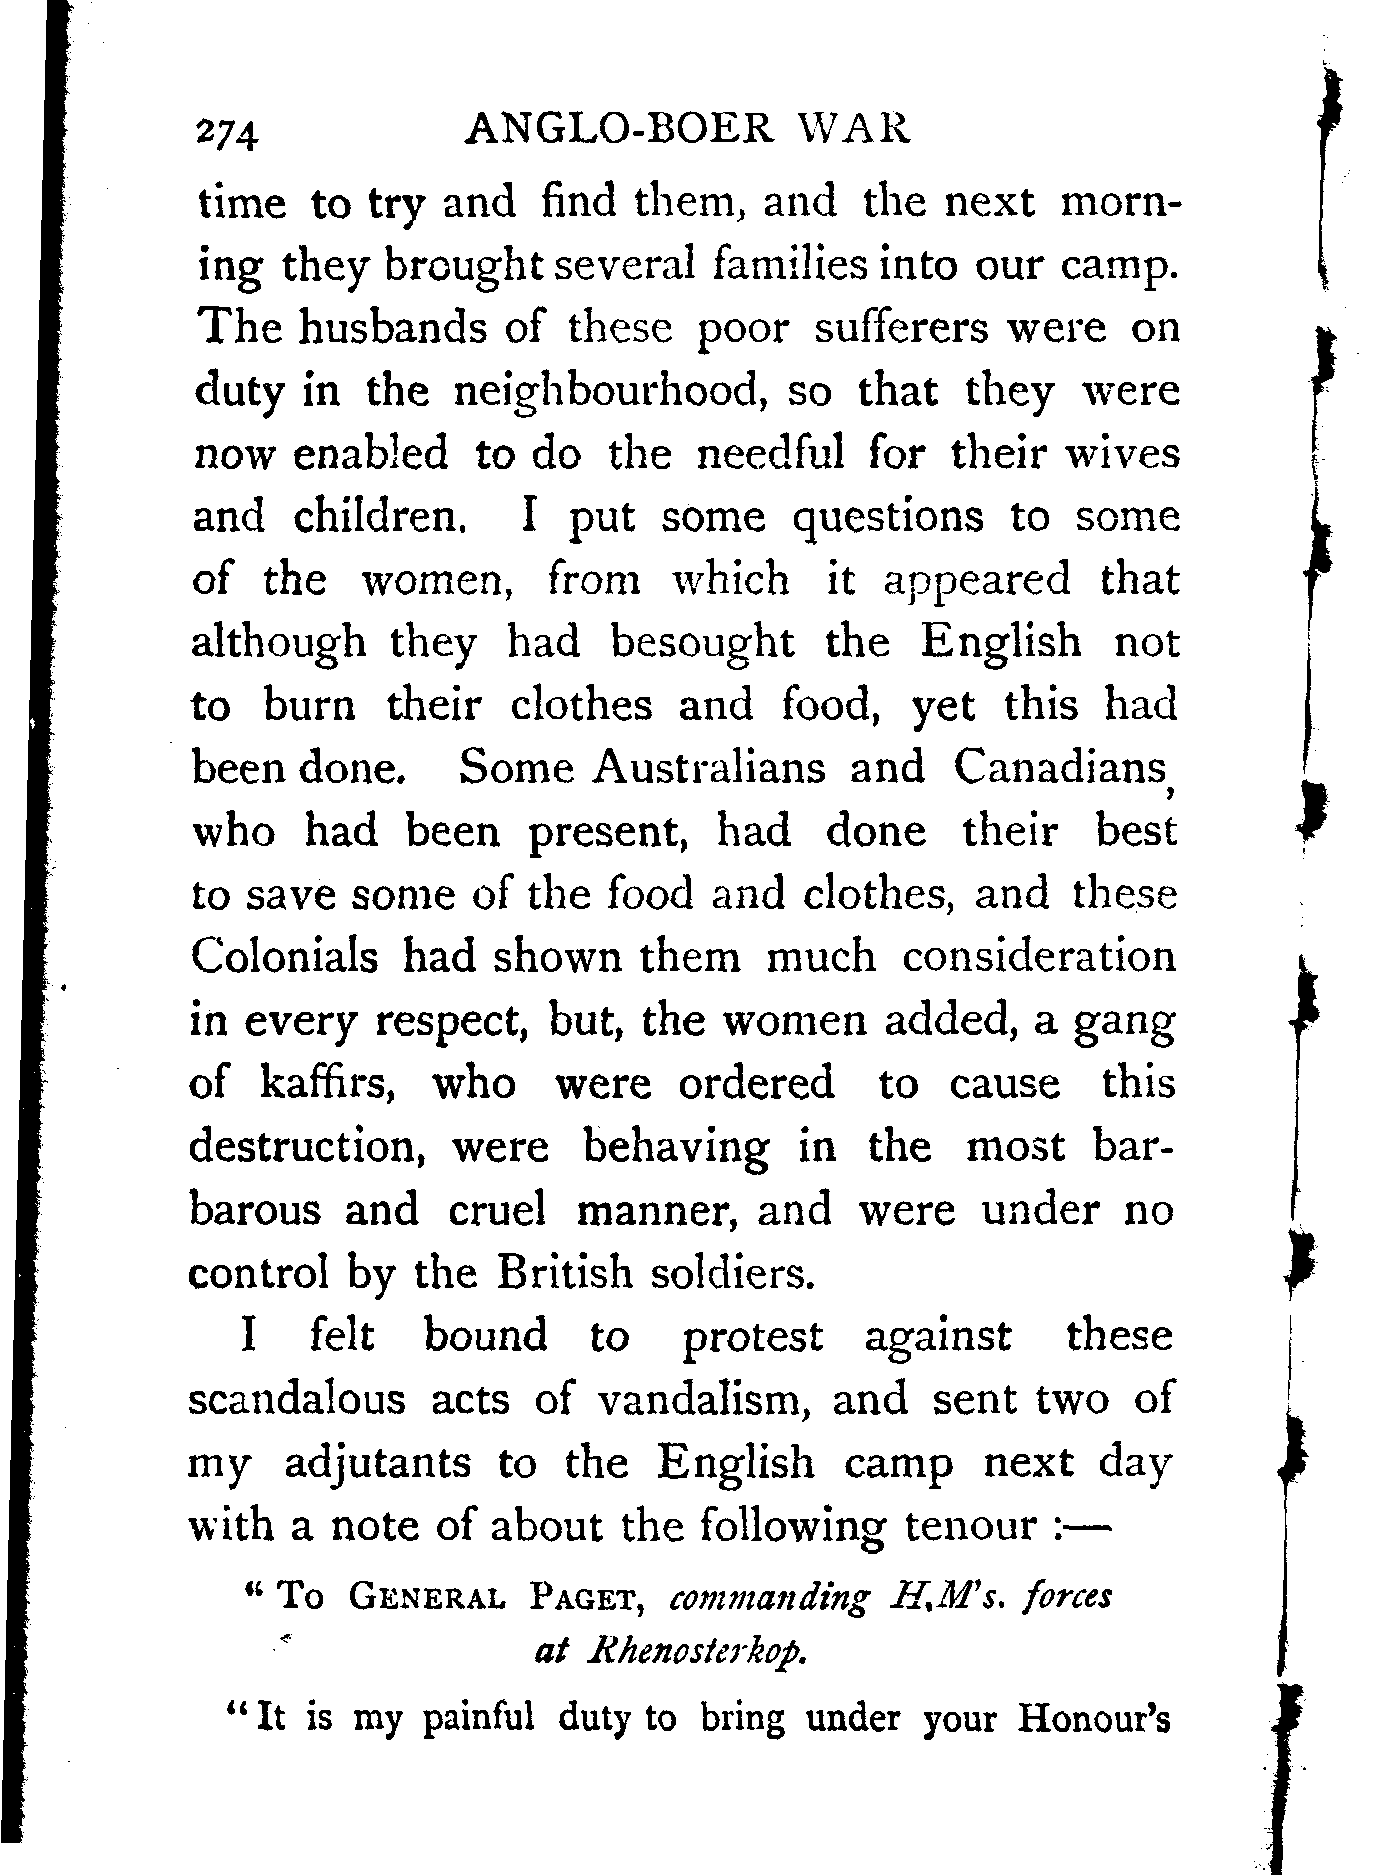 274 ANGLO-BOER WAR
time to try and find them, and the next morn-
ing they brought several families into our camp.
The husbands of these poor sufferers were on
duty in the neighbourhood, so that they were
now enabled to do the needful for their wives
and children. I put some questions to some
of the women, from which it appeared that
although they had besought the English not
to burn their clothes and food, yet this had
been done. Some Australians and Canadians,
who had been present, had done their best
to save some of the food and clothes, and these
Colonials had shown them much consideration
in every respect, but, the women added, a gang
of kaffirs, who were ordered to cause this
destruction, were behaving in the most bar-
barous and cruel manner, and were under no
control by the British soldiers.
I felt bound to protest against these
scandalous acts of vandalism, and sent two of
my adjutants to the English camp next day
with a note of about the following tenour :—
“ To General Paget, commanding H.M's. forces
at Rhenosterkop.
“ It is my painful duty to bring under your Honour's